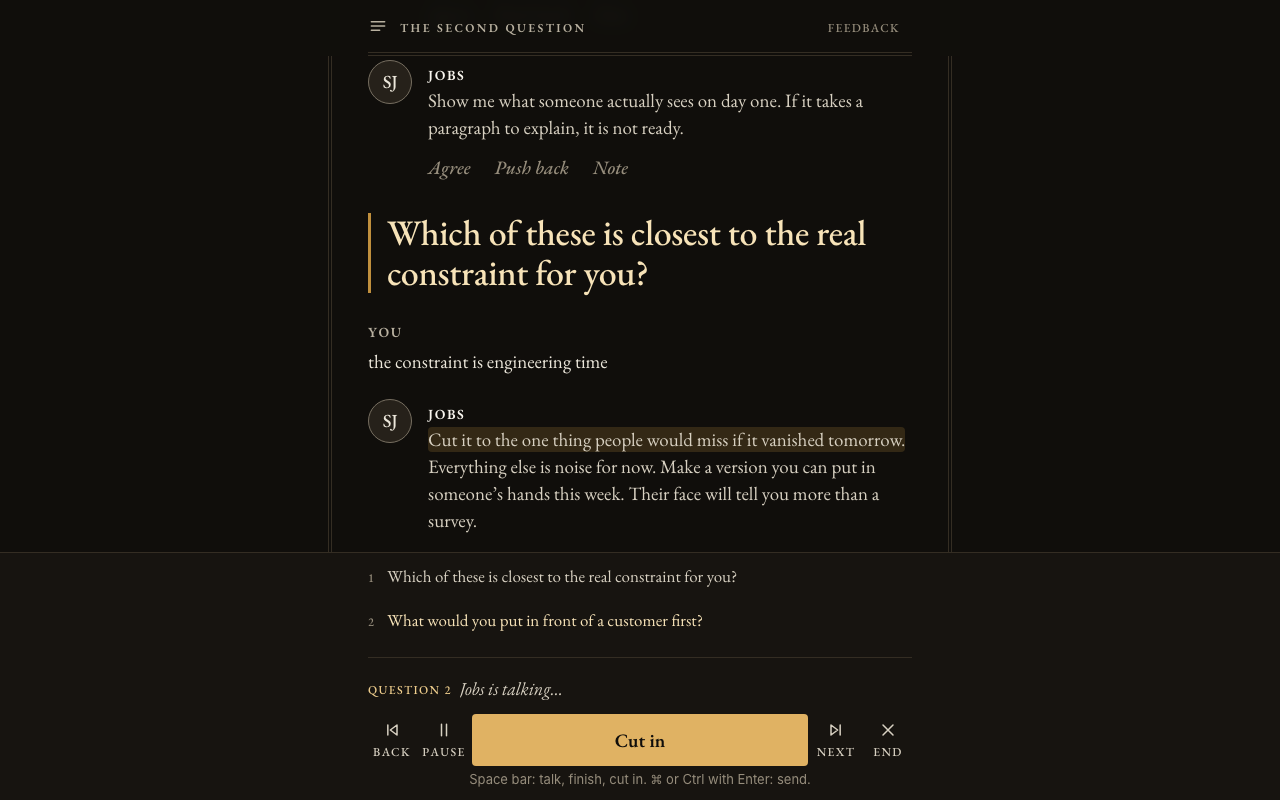 THE SECOND QUESTION
FEEDBACK
SJ
JOBS
Show me what someone actually sees on day one. If it takes a
paragraph to explain, it is not ready.
Agree Push back Note
Which of these is closest to the real
constraint for you?
YOU
the constraint is engineering time
SJ
JOBS
Cut it to the one thing people would miss if it vanished tomorrow.
Everything else is noise for now. Make a version you can put in
someone’s hands this week. Their face will tell you more than a
survey.
1 Which of these is closest to the real constraint for you?
2 What would you put in front of a customer first?
QUESTION 2 Jobs is talking…
BACK PAUSE Cut in NEXT END
Space bar: talk, finish, cut in. ⌘ or Ctrl with Enter: send.